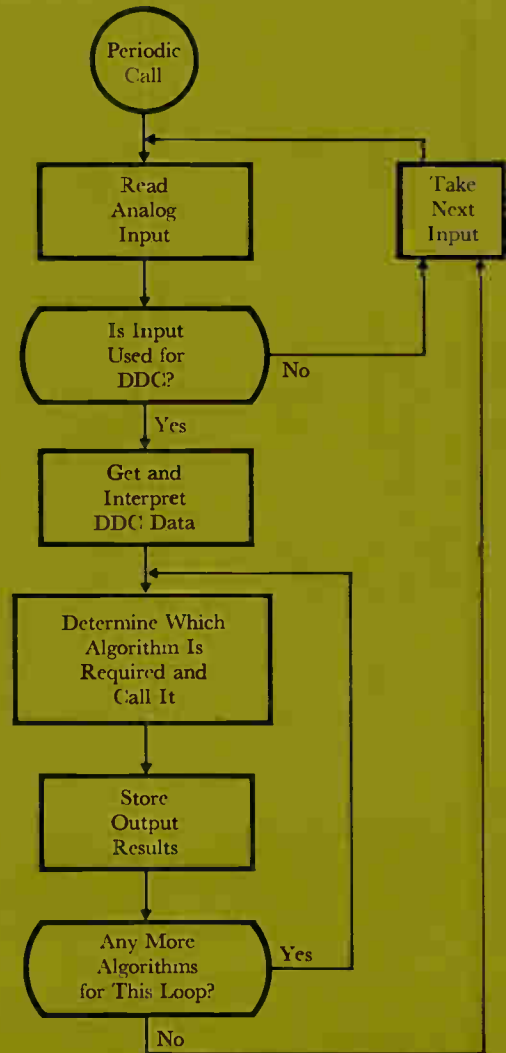 Periodic
Call
Read
Analog
Input
Take
Next
Input
Is Input
Used for
DDC?
No
Yes
Get and
Interpret
DDC Data
Determine Which
Algorithm Is
Required and
Call It
Store
Output
Results
Any More
Algorithms
for This Loop?
Yes
No